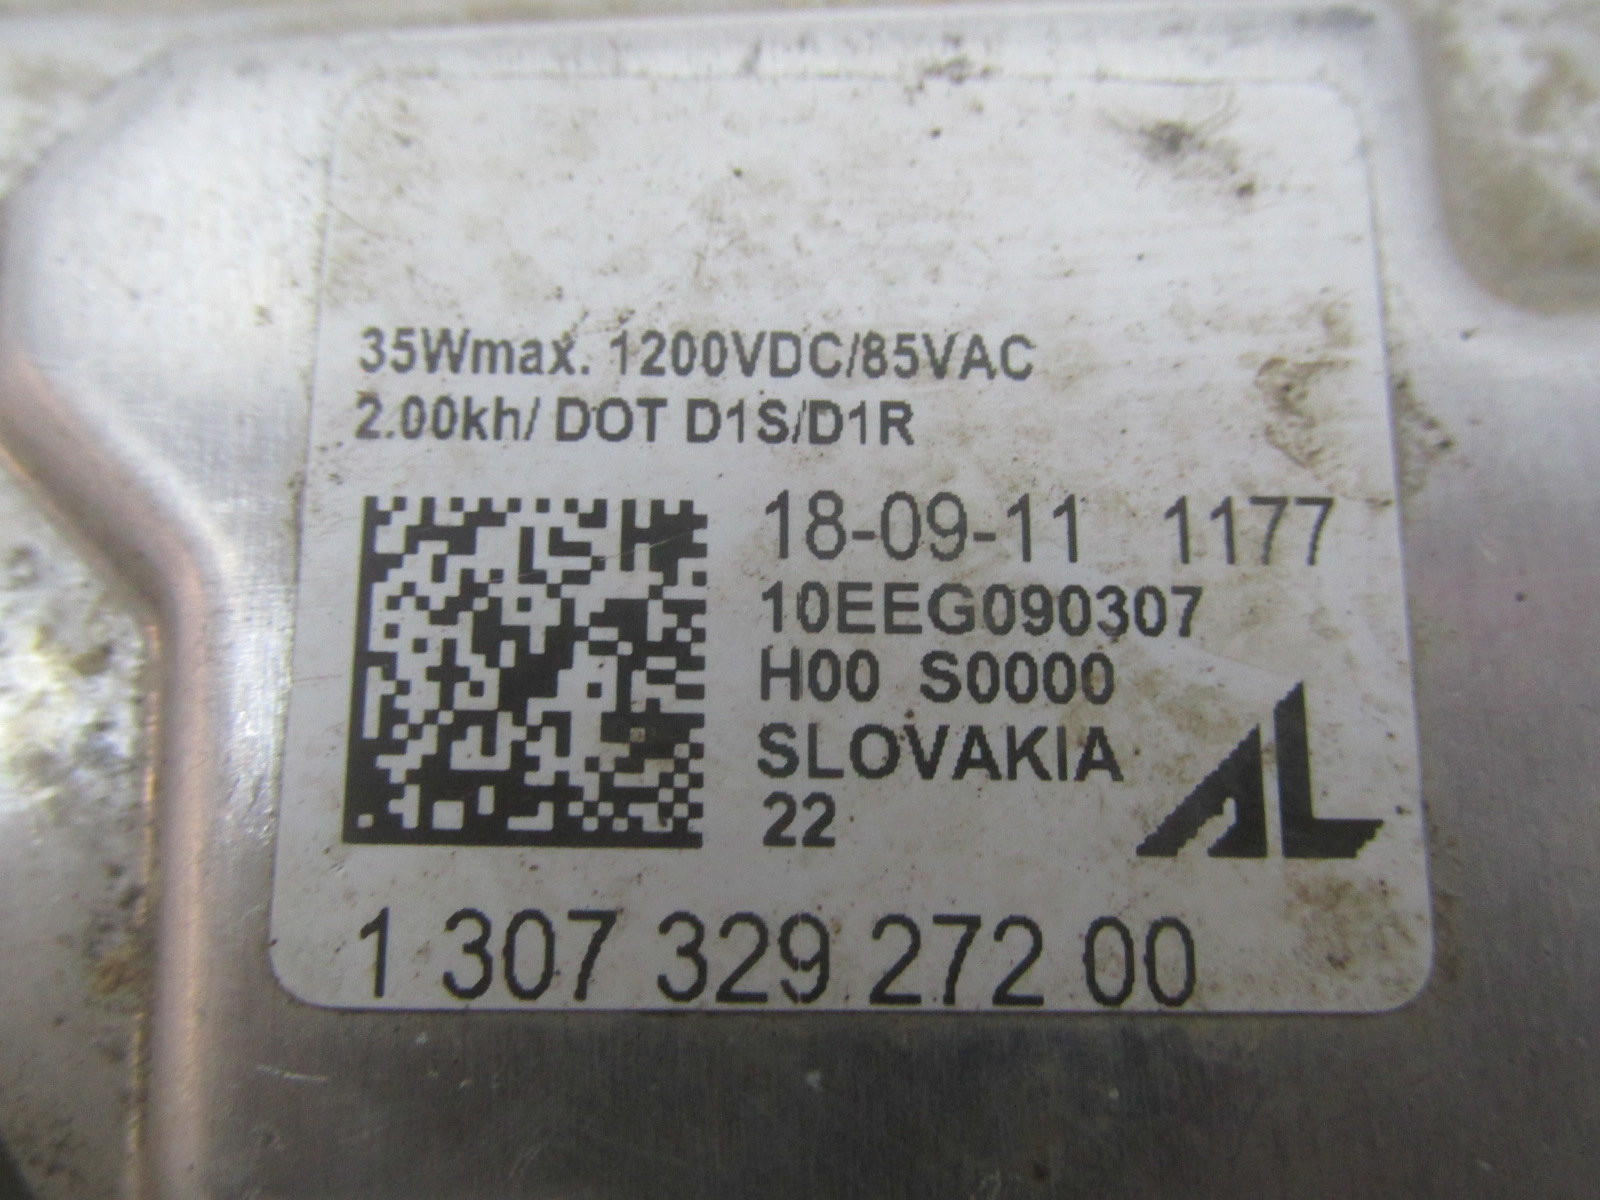 35Wmax. 1200VDC/85VAC
2.00kh/ DOT D1S/D1R
18-09-11 1177
10EEG090307
H00 S0000
SLOVAKIA
22
AL
1 307 329 272 00